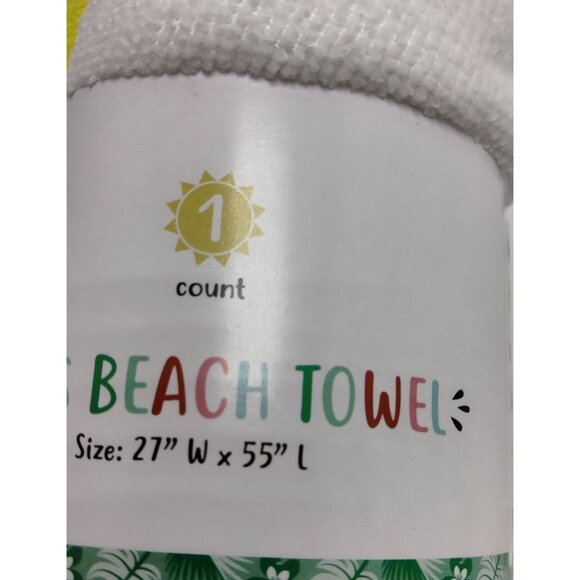 1
count
BEACH TOWEL
Size: 27” W x 55” L